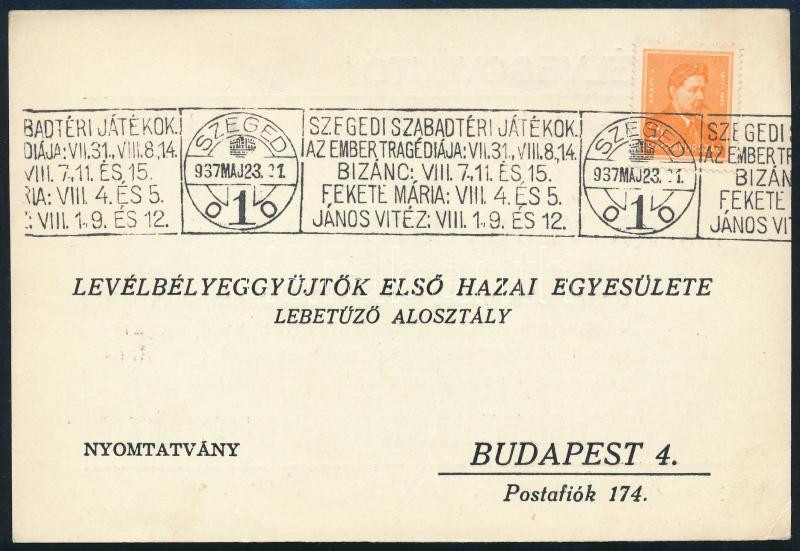 BADTÉRI JÁTÉKOK.
DIÁJA: VII.31., VIII.8,14.
VIII. 7., 11. ÉS, 15.
RIA: VIII. 4. ÉS 5.
: VIII. 1., 9. ÉS 12.
SZEGED
937 MÁJ 23. 21.
1
SZEGEDI SZABADTÉRI JÁTÉKOK.
AZ EMBER TRAGÉDIÁJA: VII.31., VIII.8,14.
BIZÁNC: VIII. 7., 11. ÉS, 15.
FEKETE MÁRIA: VIII. 4. ÉS 5.
JÁNOS VITÉZ: VIII. 1., 9. ÉS 12.
SZEGED
937 MÁJ 23. 21.
1
SZEGEDI S
AZ EMBER TR
BIZÁN
FEKETE
JÁNOS VIT
ARANY J.
LEVÉLBÉLYEGGYÜJTŐK ELSŐ HAZAI EGYESÜLETE
LEBETŰZŐ ALOSZTÁLY
NYOMTATVÁNY
BUDAPEST 4.
Postafiók 174.